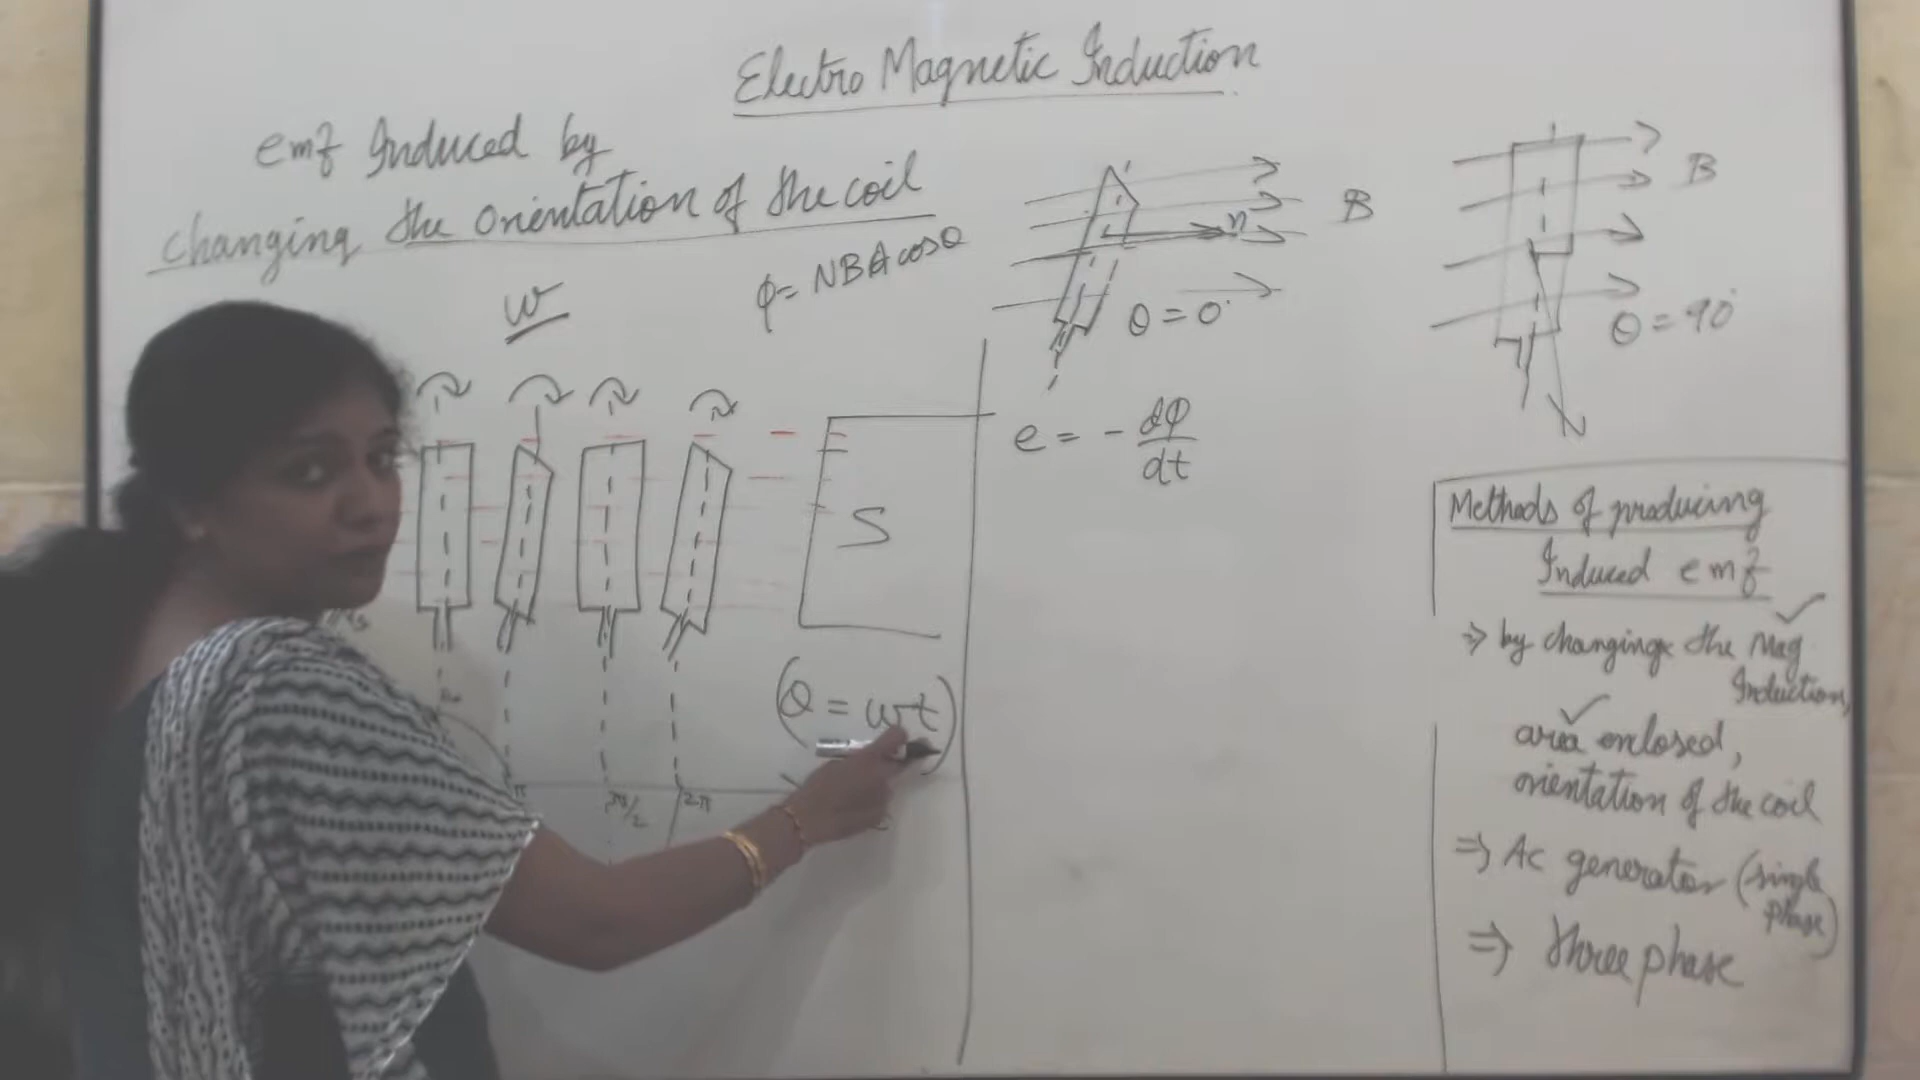 Electro Magnetic Induction
emf Induced by
changing the orientation of the coil
ω
φ = NBA cosθ
n
B
θ = 0°
B
θ = 90°
N
S
e = - dφ/dt
(θ = ωt)
π
3π/2
2π
Methods of producing
Induced emf
⇒ by changing the Mag
Induction,
area enclosed,
orientation of the coil
⇒ AC generator (single
phase)
⇒ three phase